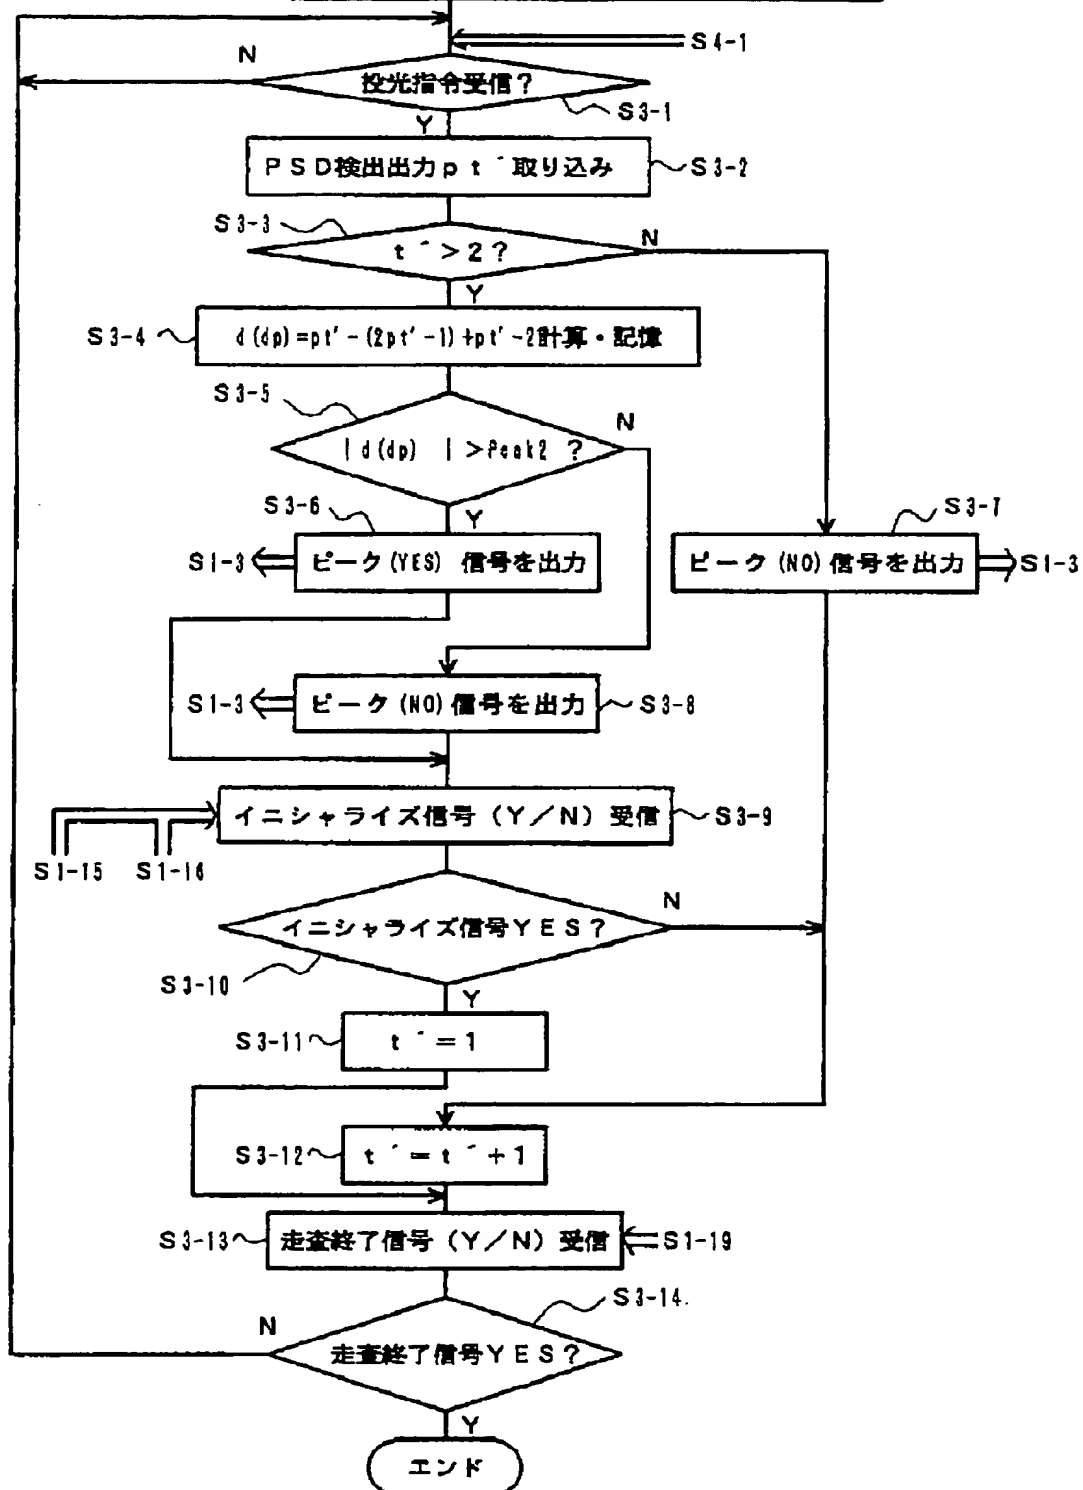 S4-1
N
投光指令受信？
S3-1
Y
PSD検出出力pt´取り込み
S3-2
S3-3
N
t´>2？
Y
S3-4
d(dp)=pt′-(2pt′-1)+pt′-2計算・記憶
S3-5
N
|d(dp) |>Peak2 ？
S3-6
Y
S3-7
S1-3
ピーク(YES) 信号を出力
ピーク(NO)信号を出力
S1-3
S1-3
ピーク(NO)信号を出力
S3-8
イニシャライズ信号（Y／N）受信
S3-9
S1-15
S1-16
N
イニシャライズ信号YES？
S3-10
Y
S3-11
t´=1
S3-12
t´=t´+1
S3-13
走査終了信号（Y／N）受信
S1-19
S3-14
N
走査終了信号YES？
Y
エンド